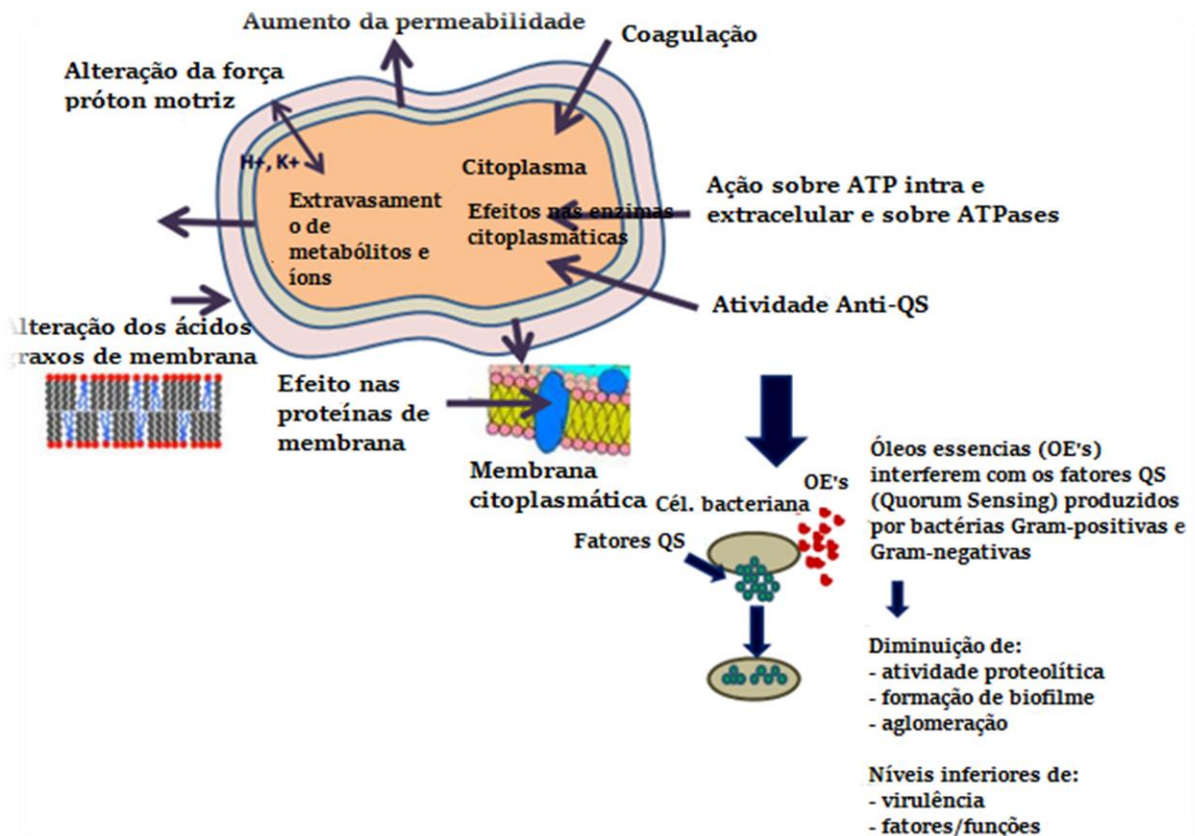 Aumento da permeabilidade
Coagulação
Alteração da força
próton motriz
H+, K+
Citoplasma
Extravasament
o de
metabólitos e
íons
Efeitos nas enzimas
citoplasmáticas
Ação sobre ATP intra e
extracelular e sobre ATPases
Atividade Anti-QS
Alteração dos ácidos
graxos de membrana
Efeito nas
proteínas de
membrana
Membrana
citoplasmática
Cél. bacteriana
OE's
Fatores QS
Óleos essencias (OE's)
interferem com os fatores QS
(Quorum Sensing) produzidos
por bactérias Gram-positivas e
Gram-negativas
Diminuição de:
- atividade proteolítica
- formação de biofilme
- aglomeração
Níveis inferiores de:
- virulência
- fatores/funções